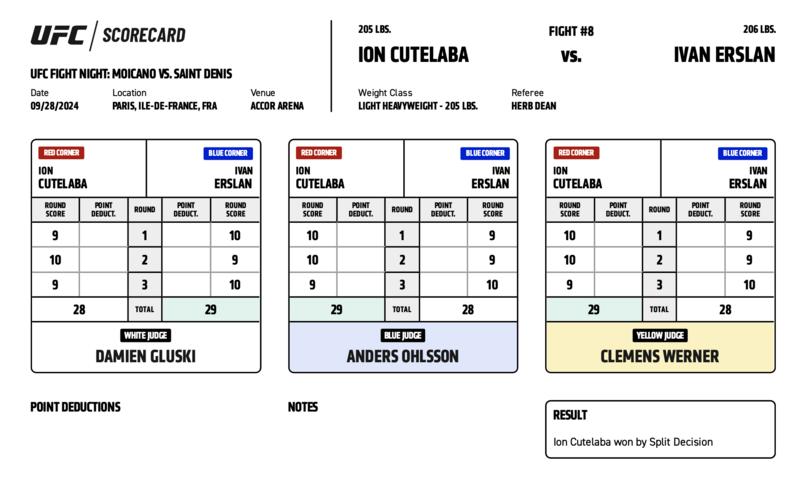 UFC SCORECARD
UFC FIGHT NIGHT: MOICANO VS. SAINT DENIS
Date Location Venue
09/28/2024 PARIS, ILE-DE-FRANCE, FRA ACCOR ARENA
205 LBS. FIGHT #8 206 LBS.
ION CUTELABA VS. IVAN ERSLAN
Weight Class Referee
LIGHT HEAVYWEIGHT - 205 LBS. HERB DEAN
RED CORNER BLUE CORNER
ION IVAN
CUTELABA ERSLAN
ROUND SCORE POINT DEDUCT. ROUND POINT DEDUCT. ROUND SCORE
9 1 10
10 2 9
9 3 10
28 TOTAL 29
WHITE JUDGE
DAMIEN GLUSKI
RED CORNER BLUE CORNER
ION IVAN
CUTELABA ERSLAN
ROUND SCORE POINT DEDUCT. ROUND POINT DEDUCT. ROUND SCORE
10 1 9
10 2 9
9 3 10
29 TOTAL 28
BLUE JUDGE
ANDERS OHLSSON
RED CORNER BLUE CORNER
ION IVAN
CUTELABA ERSLAN
ROUND SCORE POINT DEDUCT. ROUND POINT DEDUCT. ROUND SCORE
10 1 9
10 2 9
9 3 10
29 TOTAL 28
YELLOW JUDGE
CLEMENS WERNER
POINT DEDUCTIONS
NOTES
RESULT
Ion Cutelaba won by Split Decision